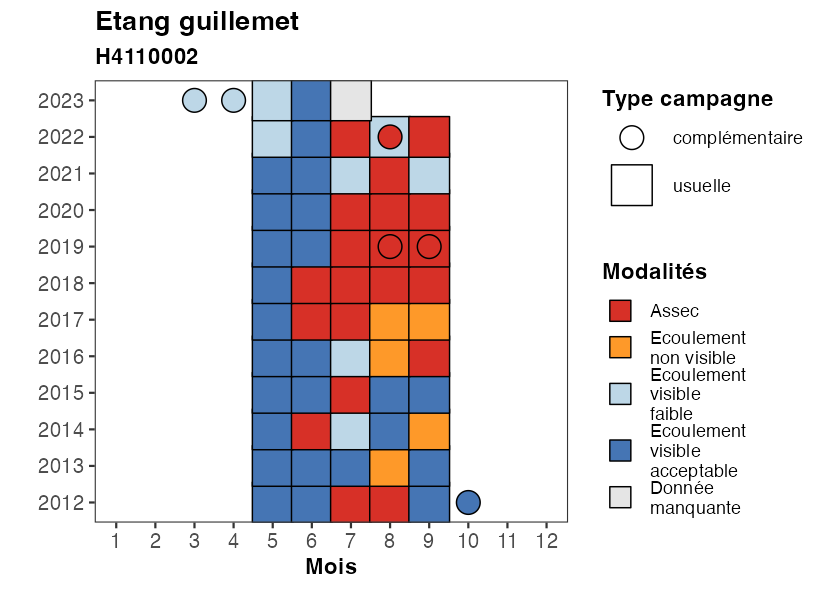 Etang guillemet
H4110002
2023
2022
2021
2020
2019
2018
2017
2016
2015
2014
2013
2012
1 2 3 4 5 6 7 8 9 10 11 12
Mois
Type campagne
complémentaire
usuelle
Modalités
Assec
Ecoulement
non visible
Ecoulement
visible
faible
Ecoulement
visible
acceptable
Donnée
manquante